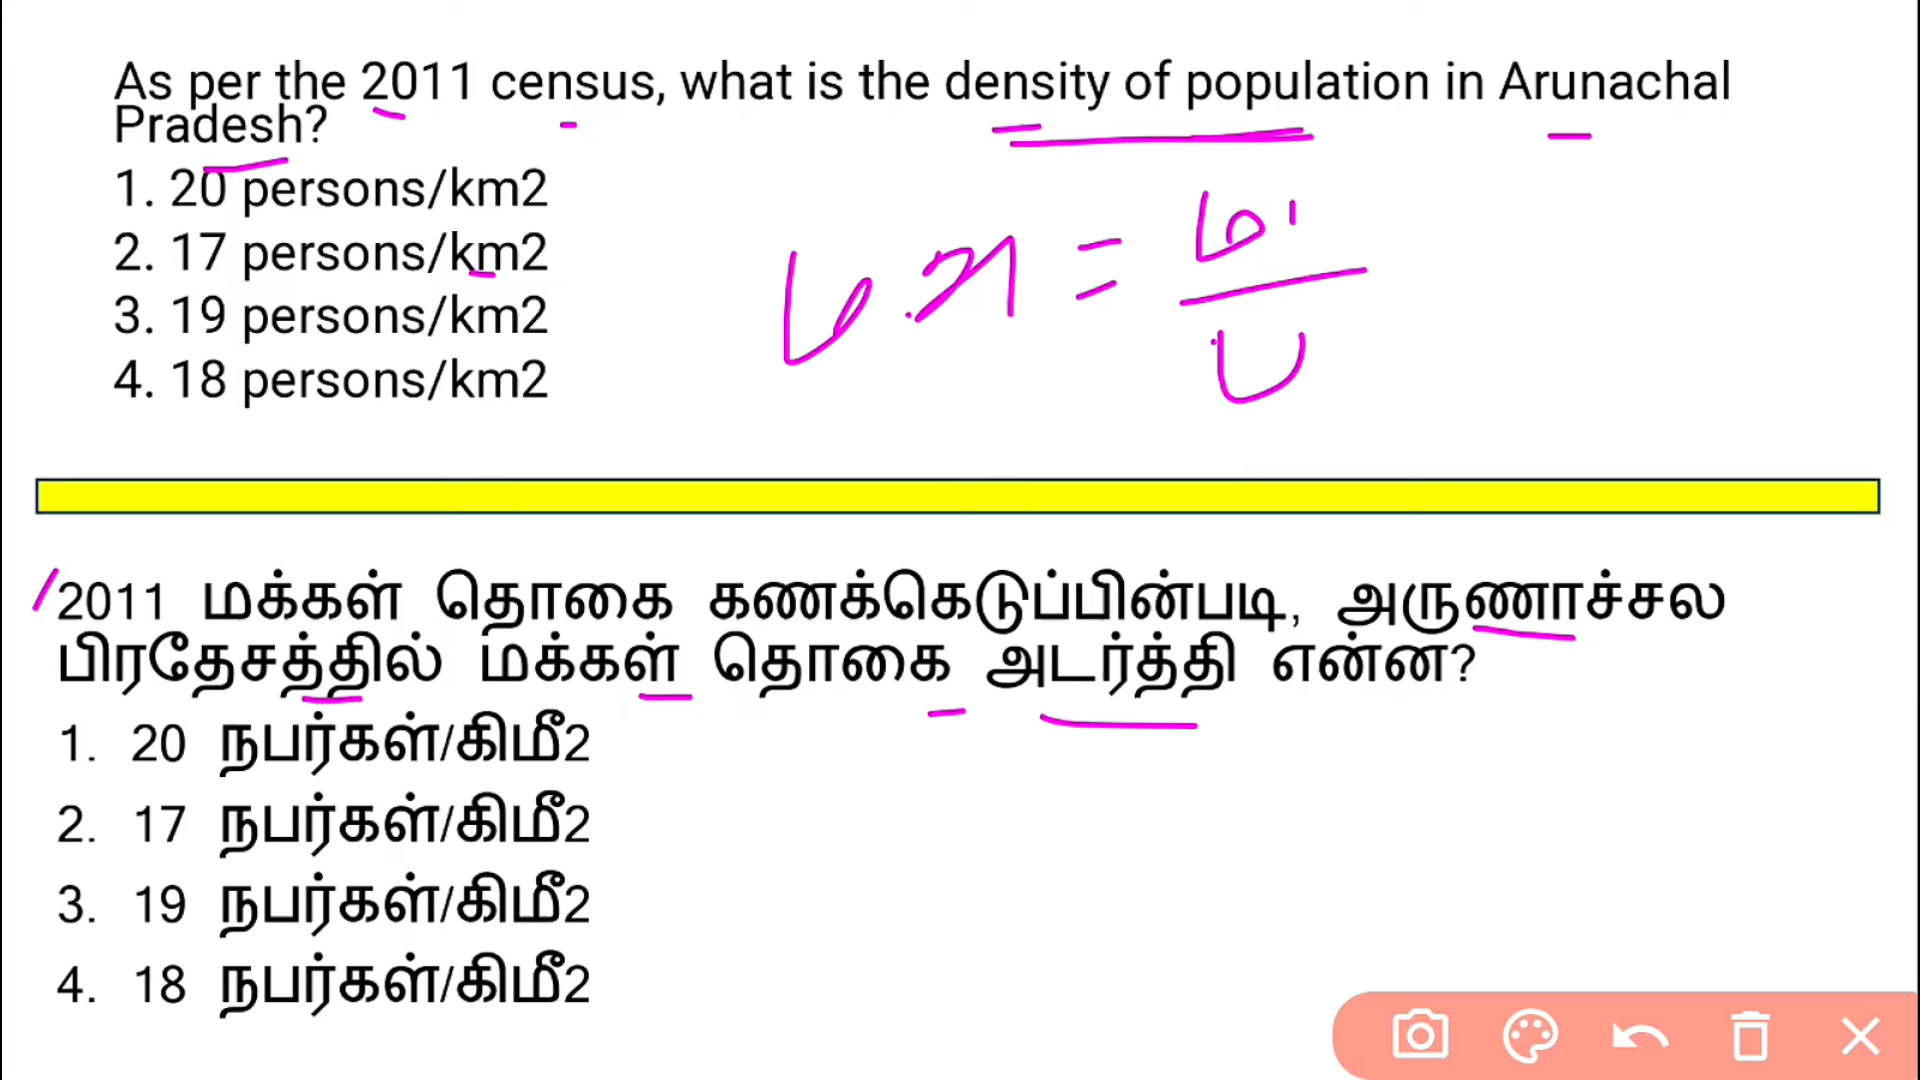 As per the 2011 census, what is the density of population in Arunachal
Pradesh?
1. 20 persons/km2
2. 17 persons/km2
3. 19 persons/km2
4. 18 persons/km2
2011 மக்கள் தொகை கணக்கெடுப்பின்படி, அருணாச்சல
பிரதேசத்தில் மக்கள் தொகை அடர்த்தி என்ன?
1. 20 நபர்கள்/கிமீ2
2. 17 நபர்கள்/கிமீ2
3. 19 நபர்கள்/கிமீ2
4. 18 நபர்கள்/கிமீ2